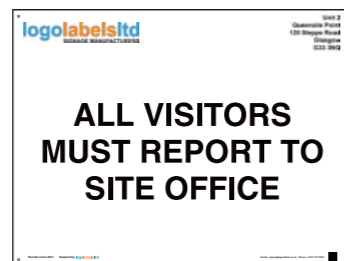 logolabelsltd
SIGNAGE MANUFACTURERS
Unit 2
Queenslie Point
120 Stepps Road
Glasgow
G33 3NQ
ALL VISITORS
MUST REPORT TO
SITE OFFICE